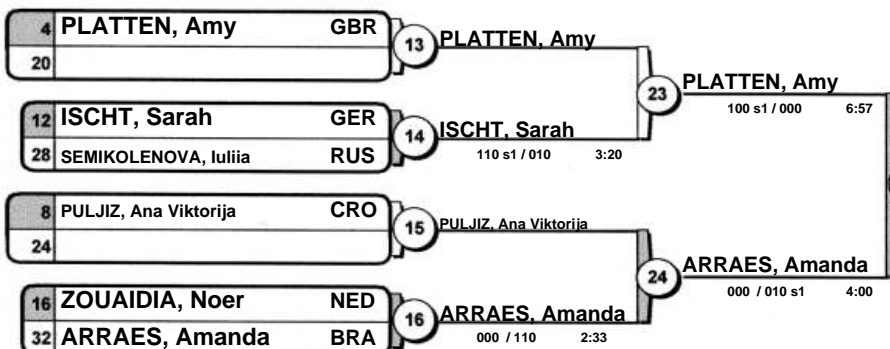 4 PLATTEN, Amy GBR
20
13 PLATTEN, Amy
23 PLATTEN, Amy
100 s1 / 000 6:57
12 ISCHT, Sarah GER
28 SEMIKOLENOVA, Iuliia RUS
14 ISCHT, Sarah
110 s1 / 010 3:20
8 PULJIZ, Ana Viktorija CRO
24
15 PULJIZ, Ana Viktorija
24 ARRAES, Amanda
000 / 010 s1 4:00
16 ZOUAIDIA, Noer NED
32 ARRAES, Amanda BRA
16 ARRAES, Amanda
000 / 110 2:33